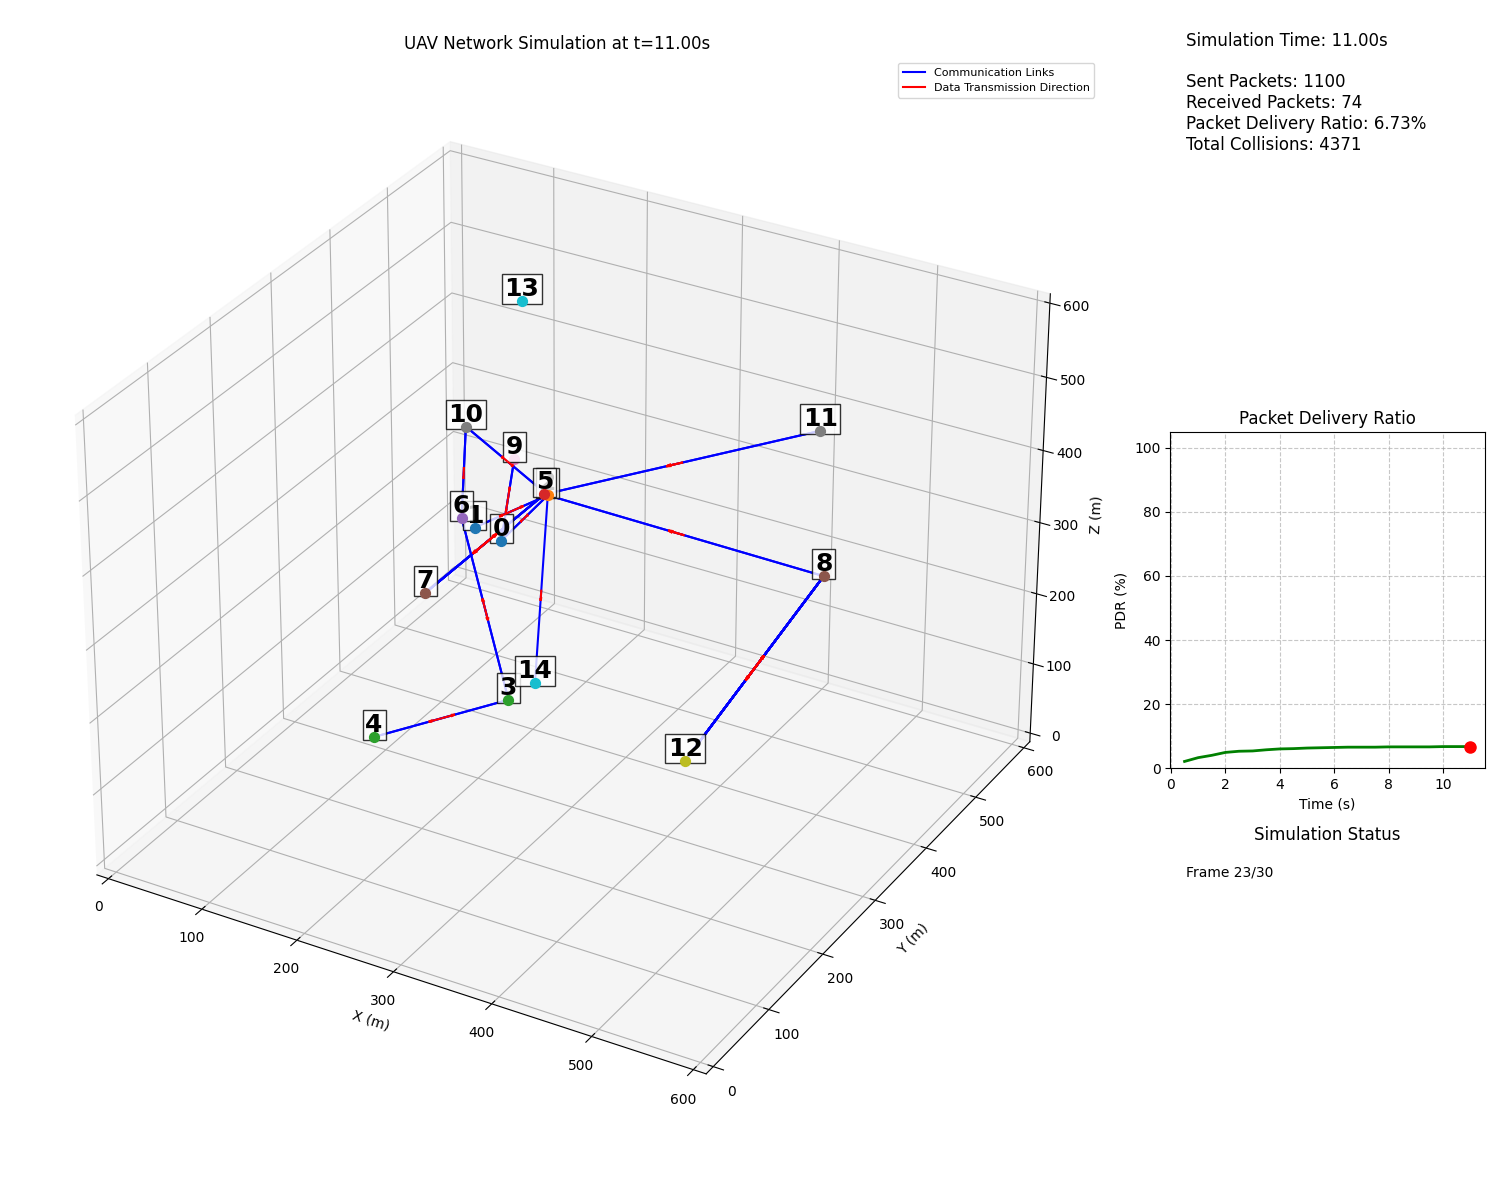 UAV Network Simulation at t=11.00s
Communication Links
Data Transmission Direction
Simulation Time: 11.00s
Sent Packets: 1100
Received Packets: 74
Packet Delivery Ratio: 6.73%
Total Collisions: 4371
13
10
9
11
5
6
1
0
8
7
14
3
4
12
600
500
400
300
200
100
0
Z (m)
600
500
400
300
200
100
0
Y (m)
0
100
200
300
400
500
600
X (m)
Packet Delivery Ratio
100
80
60
40
20
0
PDR (%)
0
2
4
6
8
10
Time (s)
Simulation Status
Frame 23/30